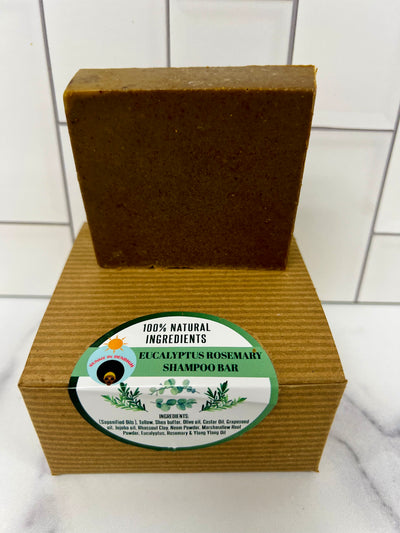 100% NATURAL
INGREDIENTS
EUCALYPTUS ROSEMARY
SHAMPOO BAR
INGREDIENTS:
(Saponified Oils ), Tallow, Shea butter, Olive oil, Castor Oil, Grapeseed
oil, Jojoba oil, Rhassoul Clay, Neem Powder, Marshmallow Root
Powder, Eucalyptus, Rosemary & Ylang Ylang Oil